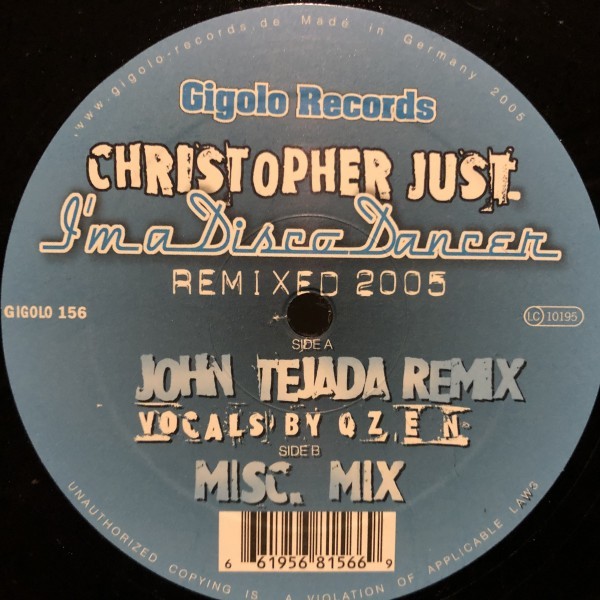 www.gigolo-records.de Made in Germany 2005
Gigolo Records
CHRISTOPHER JUST.
I'm a Disco Dancer
REMIXED 2005
GIGOLO 156
LC 10195
SIDE A
JOHN TEJADA REMIX
VOCALS BY QZEN
SIDE B
MISC. MIX
6 61956 81566 9
UNAUTHORIZED COPYING IS A VIOLATION OF APPLICABLE LAW3